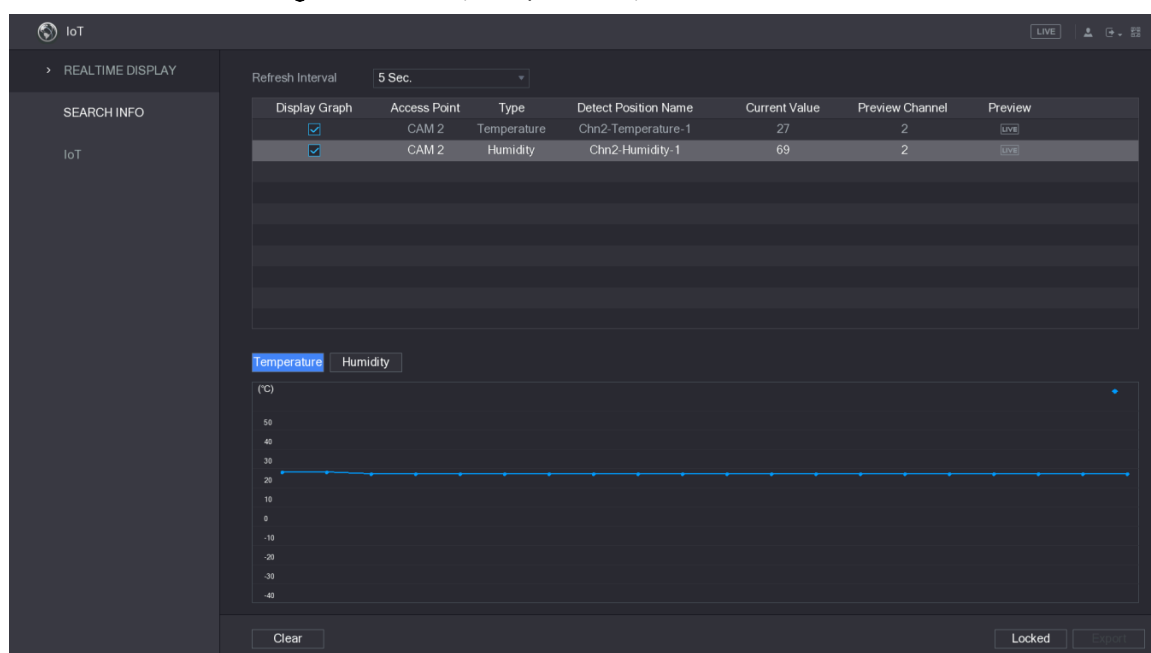 IoT
LIVE
REALTIME DISPLAY
SEARCH INFO
IoT
Refresh Interval 5 Sec.
Display Graph Access Point Type Detect Position Name Current Value Preview Channel Preview
CAM 2 Temperature Chn2-Temperature-1 27 2 LIVE
CAM 2 Humidity Chn2-Humidity-1 69 2 LIVE
Temperature Humidity
(°C)
50
40
30
20
10
0
-10
-20
-30
-40
Clear Locked Export